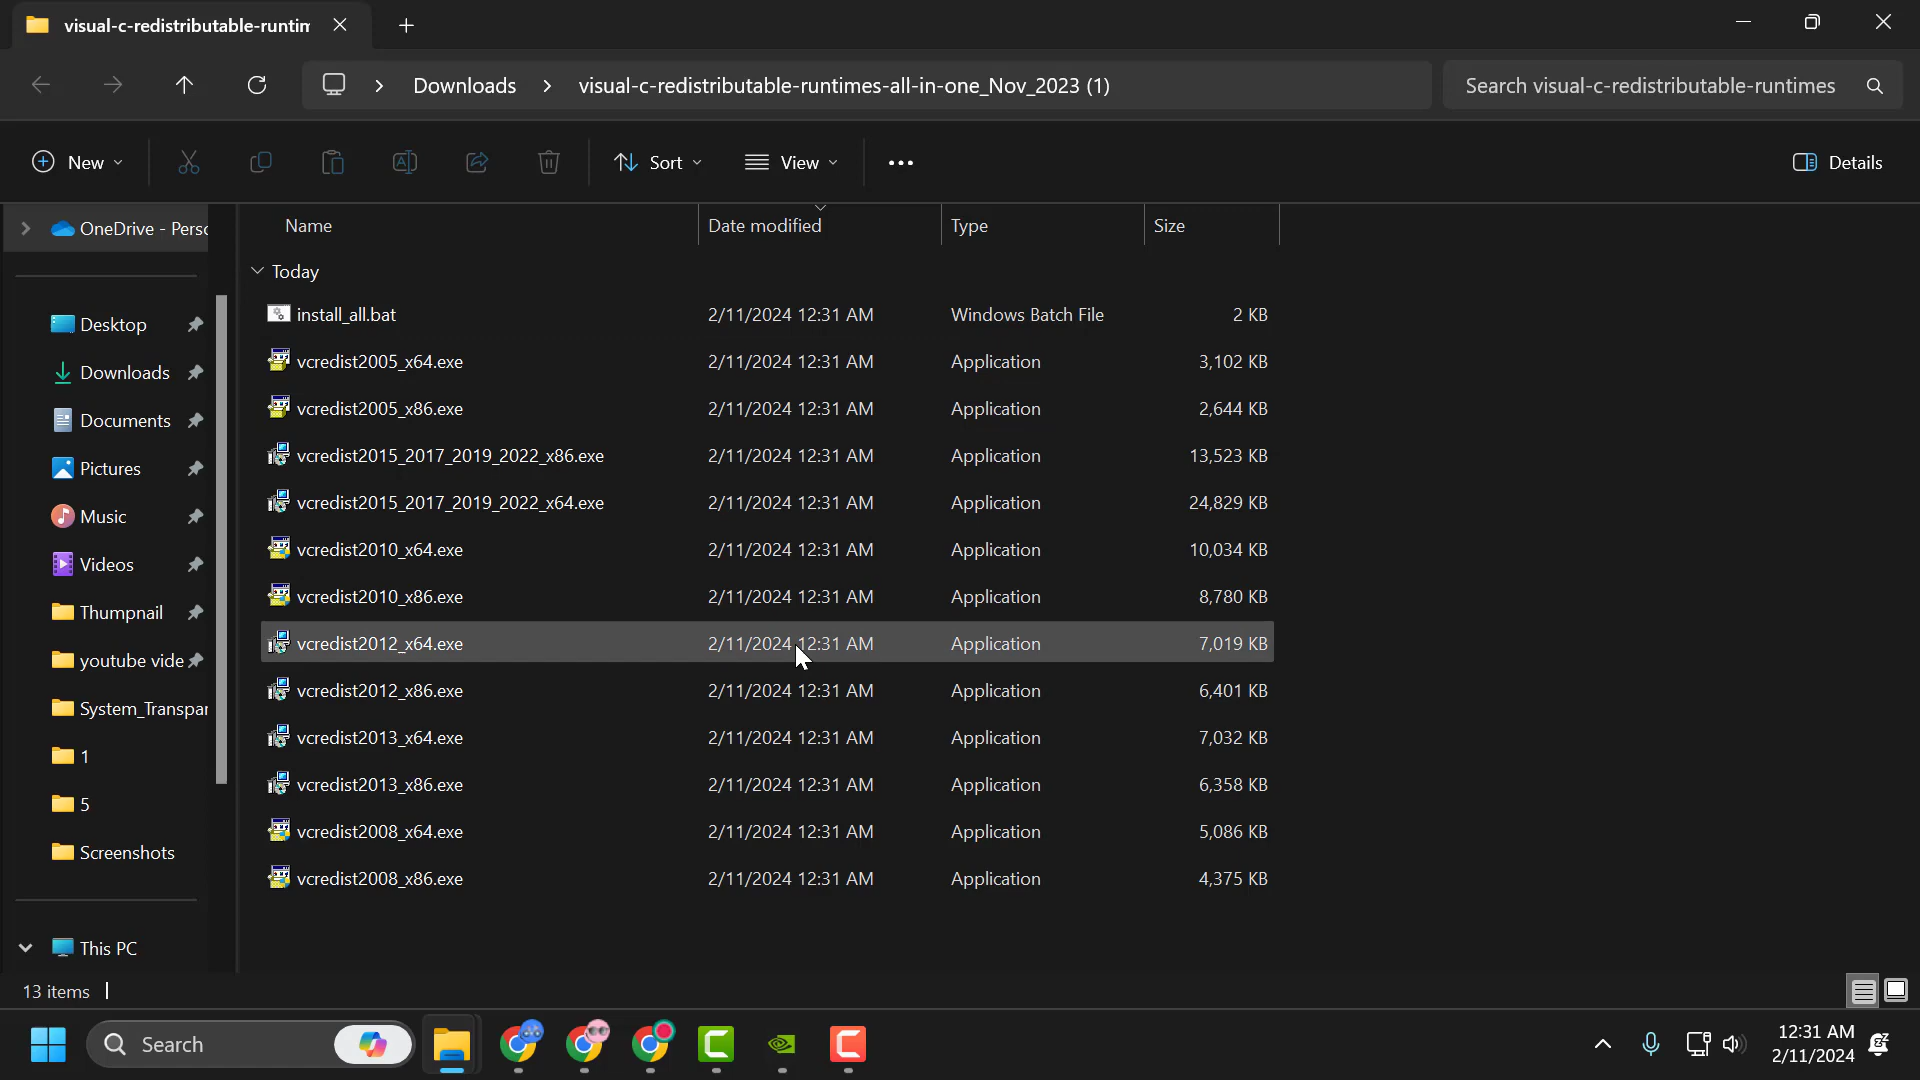 visual-c-redistributable-runtin
Downloads visual-c-redistributable-runtimes-all-in-one_Nov_2023 (1) Search visual-c-redistributable-runtimes
New Sort View Details
OneDrive - Perso
Desktop
Downloads
Documents
Pictures
Music
Videos
Thumpnail
youtube vide
System_Transpar
1
5
Screenshots
This PC
Name Date modified Type Size
Today
install_all.bat 2/11/2024 12:31 AM Windows Batch File 2 KB
vcredist2005_x64.exe 2/11/2024 12:31 AM Application 3,102 KB
vcredist2005_x86.exe 2/11/2024 12:31 AM Application 2,644 KB
vcredist2015_2017_2019_2022_x86.exe 2/11/2024 12:31 AM Application 13,523 KB
vcredist2015_2017_2019_2022_x64.exe 2/11/2024 12:31 AM Application 24,829 KB
vcredist2010_x64.exe 2/11/2024 12:31 AM Application 10,034 KB
vcredist2010_x86.exe 2/11/2024 12:31 AM Application 8,780 KB
vcredist2012_x64.exe 2/11/2024 12:31 AM Application 7,019 KB
vcredist2012_x86.exe 2/11/2024 12:31 AM Application 6,401 KB
vcredist2013_x64.exe 2/11/2024 12:31 AM Application 7,032 KB
vcredist2013_x86.exe 2/11/2024 12:31 AM Application 6,358 KB
vcredist2008_x64.exe 2/11/2024 12:31 AM Application 5,086 KB
vcredist2008_x86.exe 2/11/2024 12:31 AM Application 4,375 KB
13 items
Search
12:31 AM
2/11/2024